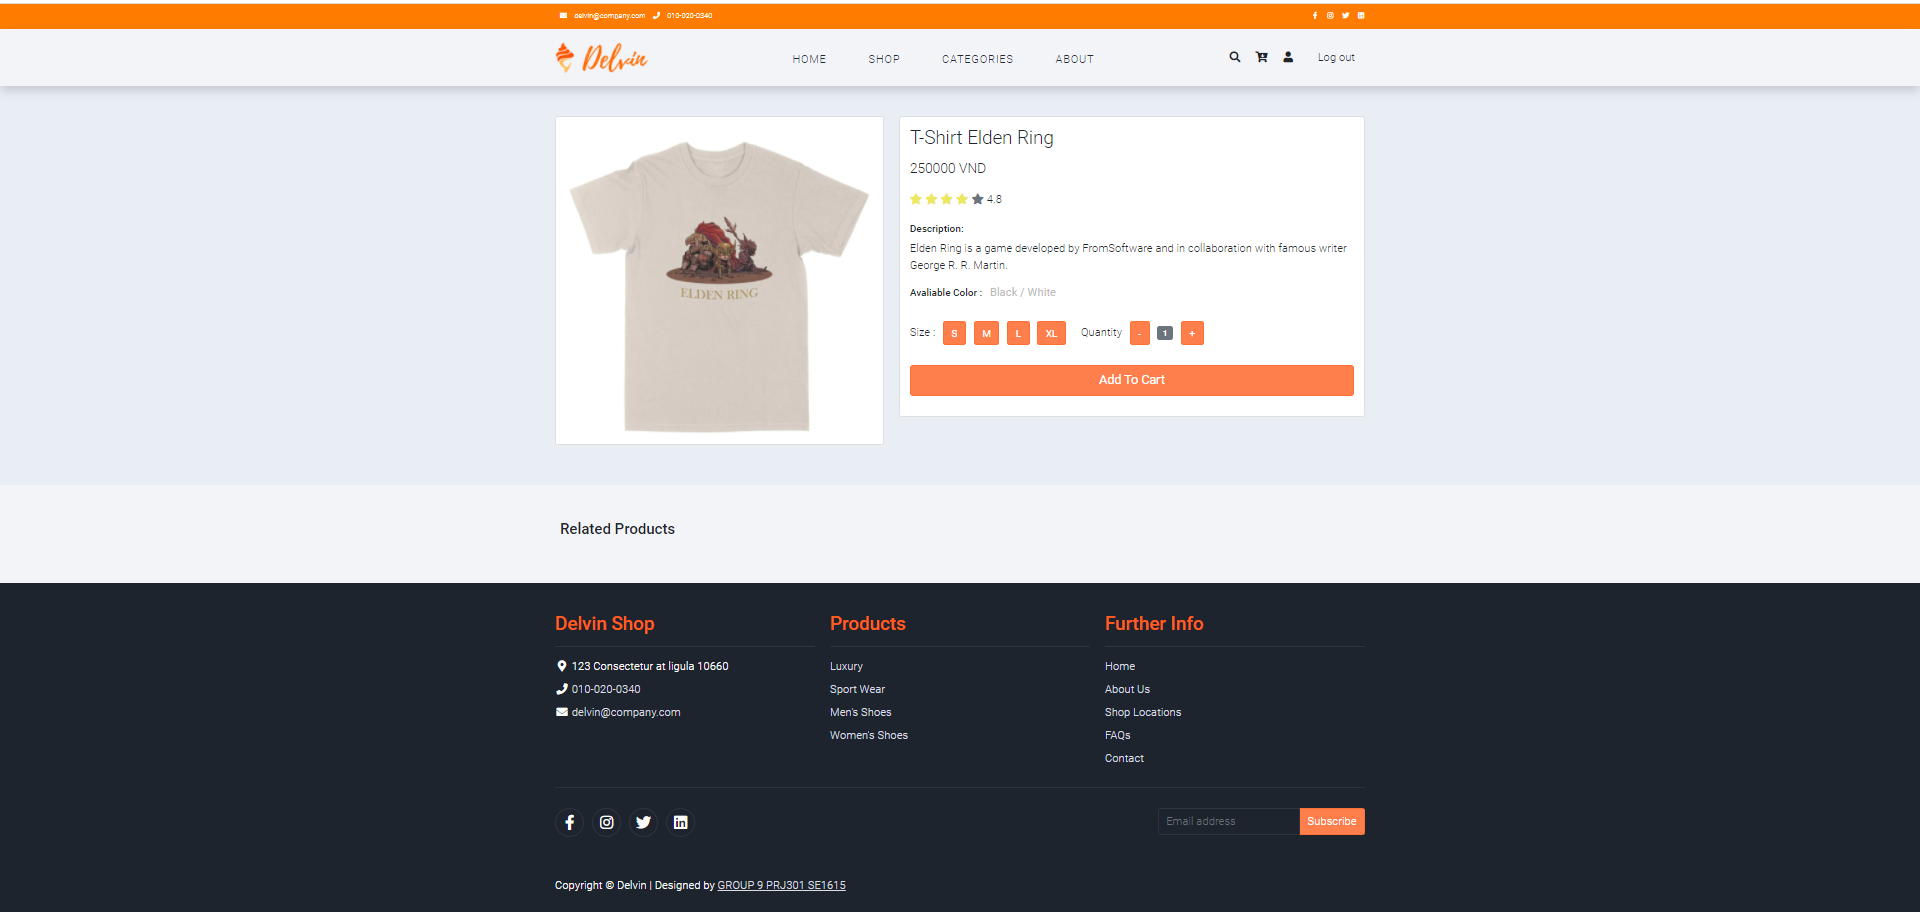 delvin@company.com 010-020-0340
Delvin HOME SHOP CATEGORIES ABOUT Log out
ELDEN RING
T-Shirt Elden Ring
250000 VND
4.8
Description:
Elden Ring is a game developed by FromSoftware and in collaboration with famous writer
George R. R. Martin.
Avaliable Color : Black / White
Size : S M L XL Quantity - 1 +
Add To Cart
Related Products
Delvin Shop
123 Consectetur at ligula 10660
010-020-0340
delvin@company.com
Products
Luxury
Sport Wear
Men's Shoes
Women's Shoes
Further Info
Home
About Us
Shop Locations
FAQs
Contact
Email address Subscribe
Copyright © Delvin | Designed by GROUP 9 PRJ301 SE1615